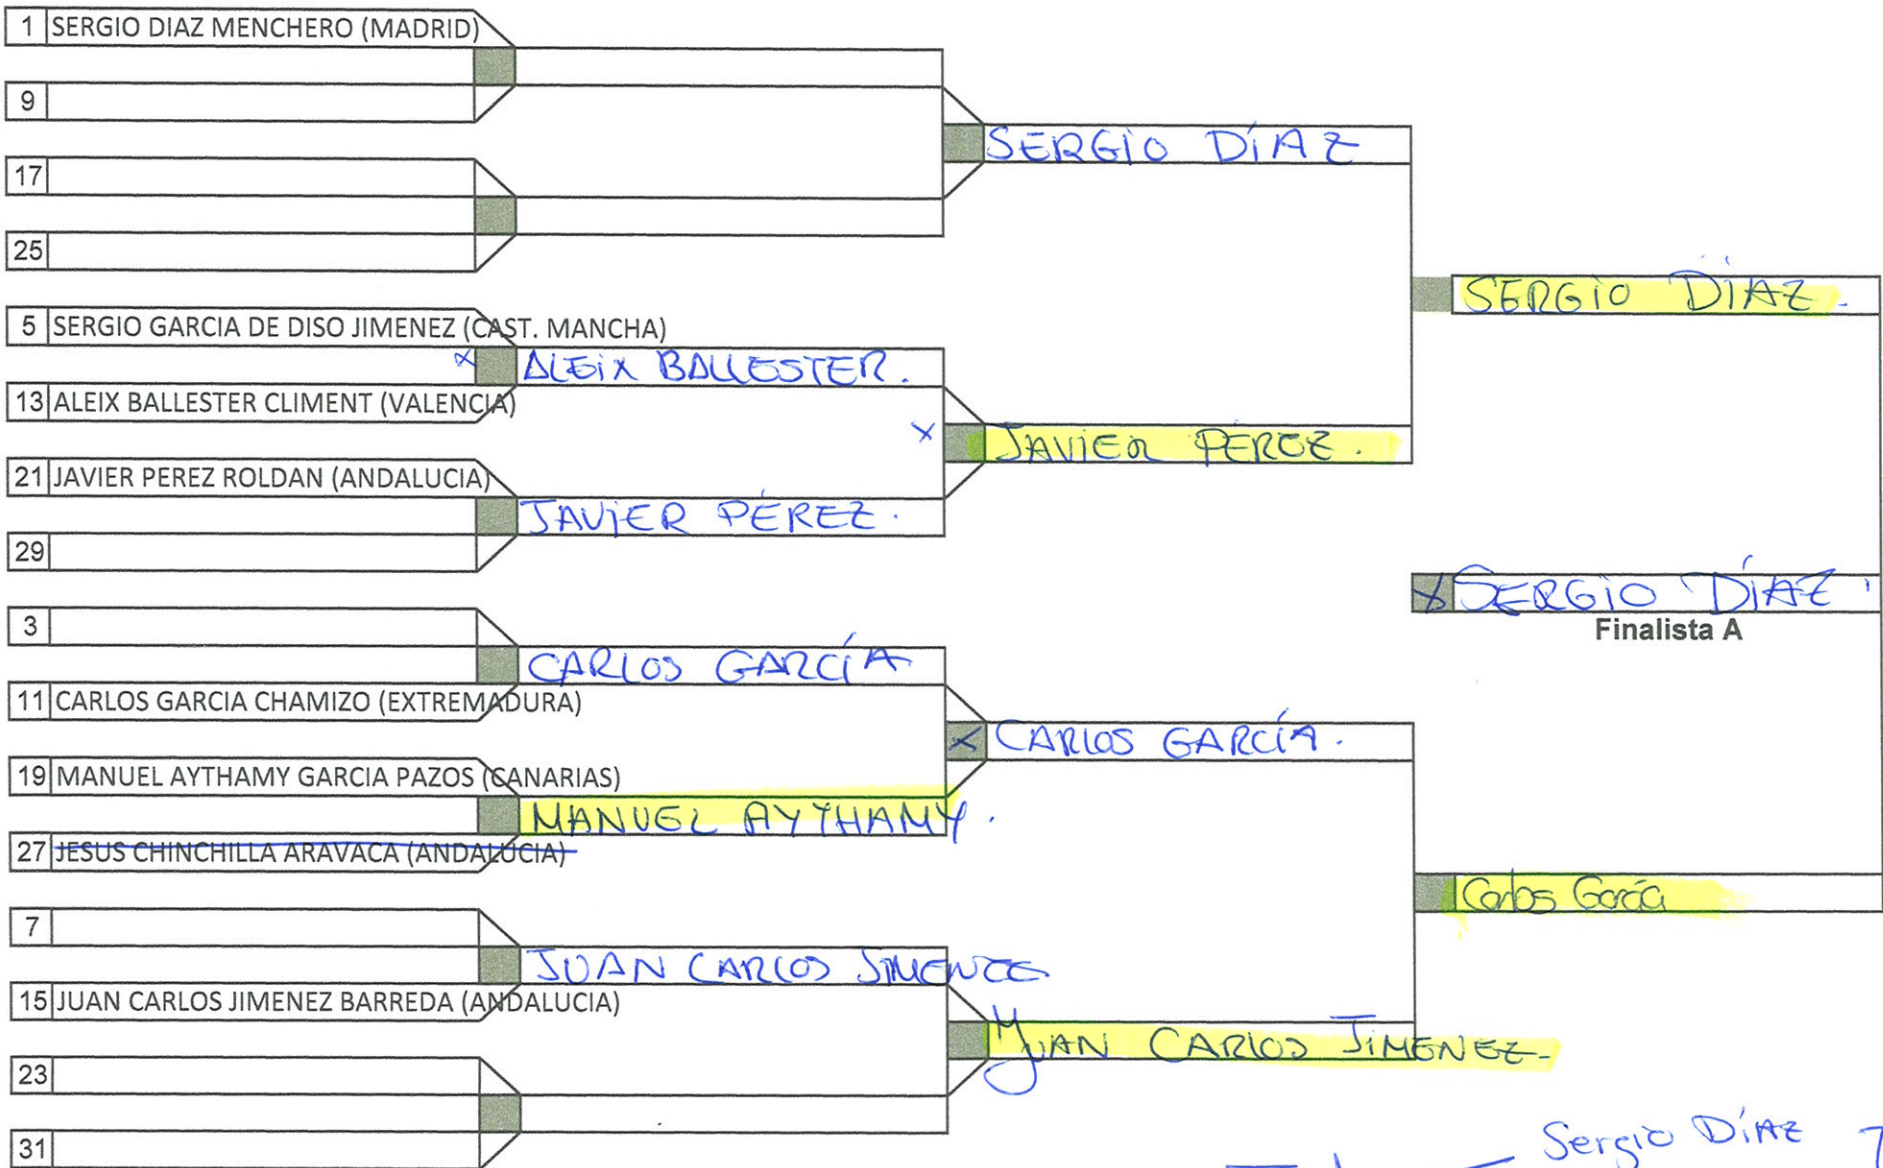 1 SERGIO DIAZ MENCHERO (MADRID)
9
SERGIO DÍAZ
17
25
SERGIO DÍAZ.
5 SERGIO GARCIA DE DISO JIMENEZ (CAST. MANCHA)
x ALEIX BALLESTER.
13 ALEIX BALLESTER CLIMENT (VALENCIA)
x JAVIER PEREZ.
21 JAVIER PEREZ ROLDAN (ANDALUCIA)
JAVIER PÉREZ.
29
x SERGIO DÍAZ
Finalista A
3
CARLOS GARCÍA
11 CARLOS GARCIA CHAMIZO (EXTREMADURA)
x CARLOS GARCÍA.
19 MANUEL AYTHAMY GARCIA PAZOS (CANARIAS)
MANUEL AYTHAMY.
27 JESUS CHINCHILLA ARAVACA (ANDALUCIA)
Carlos García
7
JUAN CARLOS JIMENEZ
15 JUAN CARLOS JIMENEZ BARREDA (ANDALUCIA)
JUAN CARLOS JIMENEZ.
23
31
Sergio DÍAZ